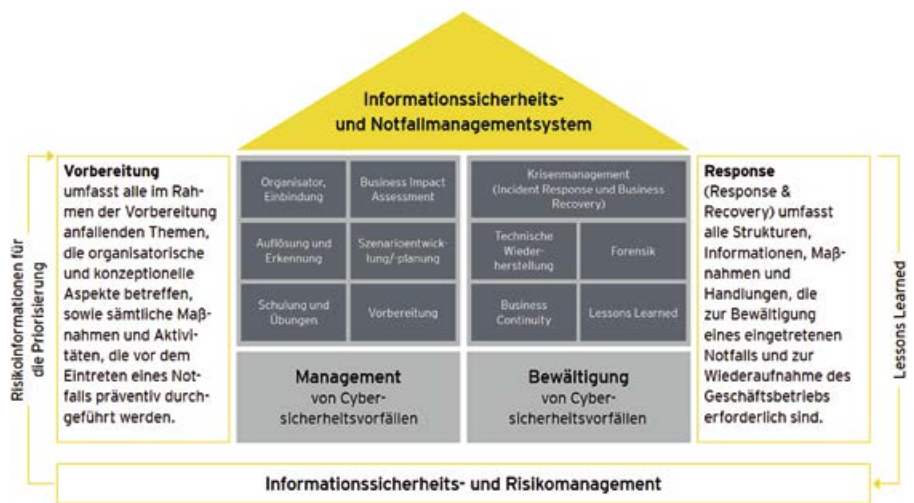 Informationssicherheits-
und Notfallmanagementsystem
Risikoinformationen für
die Priorisierung
Vorbereitung
umfasst alle im Rah-
men der Vorbereitung
anfallenden Themen,
die organisatorische
und konzeptionelle
Aspekte betreffen,
sowie sämtliche Maß-
nahmen und Aktivi-
täten, die vor dem
Eintreten eines Not-
falls präventiv durch-
geführt werden.
Organisator,
Einbindung
Business Impact
Assessment
Auflösung und
Erkennung
Szenarioentwick-
lung/-planung
Schulung und
Übungen
Vorbereitung
Management
von Cyber-
sicherheitsvorfällen
Krisenmanagement
(Incident Response und Business
Recovery)
Technische
Wieder-
herstellung
Forensik
Business
Continuity
Lessons Learned
Bewältigung
von Cyber-
sicherheitsvorfällen
Response
(Response &
Recovery) umfasst
alle Strukturen,
Informationen, Maß-
nahmen und
Handlungen, die
zur Bewältigung
eines eingetretenen
Notfalls und zur
Wiederaufnahme des
Geschäftsbetriebs
erforderlich sind.
Lessons Learned
Informationssicherheits- und Risikomanagement